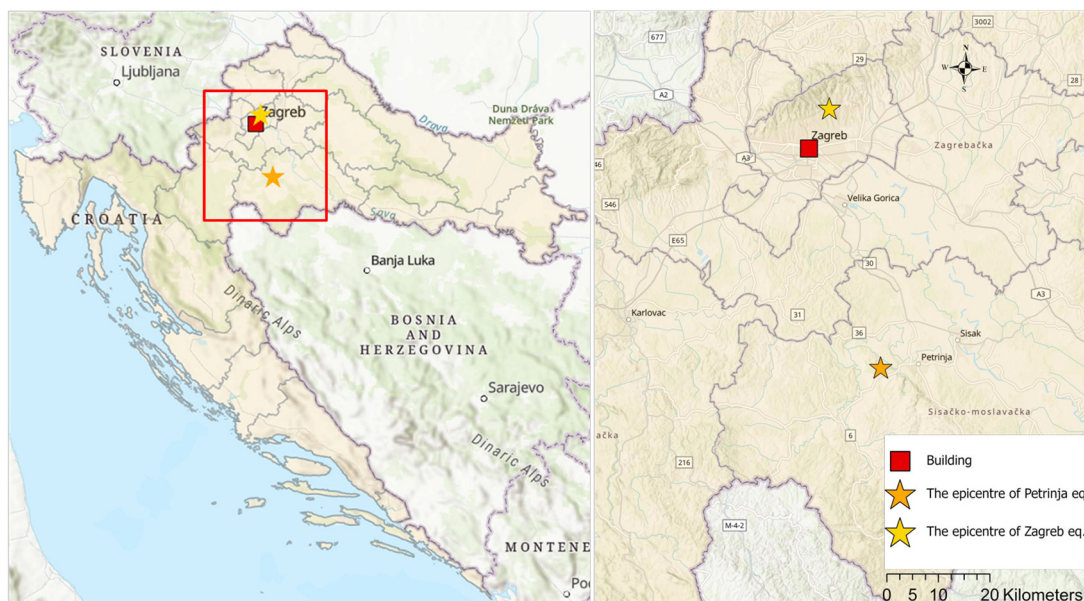 SLOVENIA
Ljubljana
Zagreb
Duna Dráva
Nemzeti Park
Drava
CROATIA
Sava
Banja Luka
Dinaric Alps
BOSNIA
AND
HERZEGOVINA
Sarajevo
Dinaric Alps
MONTENE
Po
677
3002
29
N
W E
S
28
A2
Zagreb
A3
Zagrebačka
46
546
Velika Gorica
E65
30
A3
Karlovac
31
36
Sisak
Petrinja
Sisačko-moslavačka
ačka
6
216
M-4-2
Building
The epicentre of Petrinja eq
The epicentre of Zagreb eq.
0 5 10 20 Kilometers